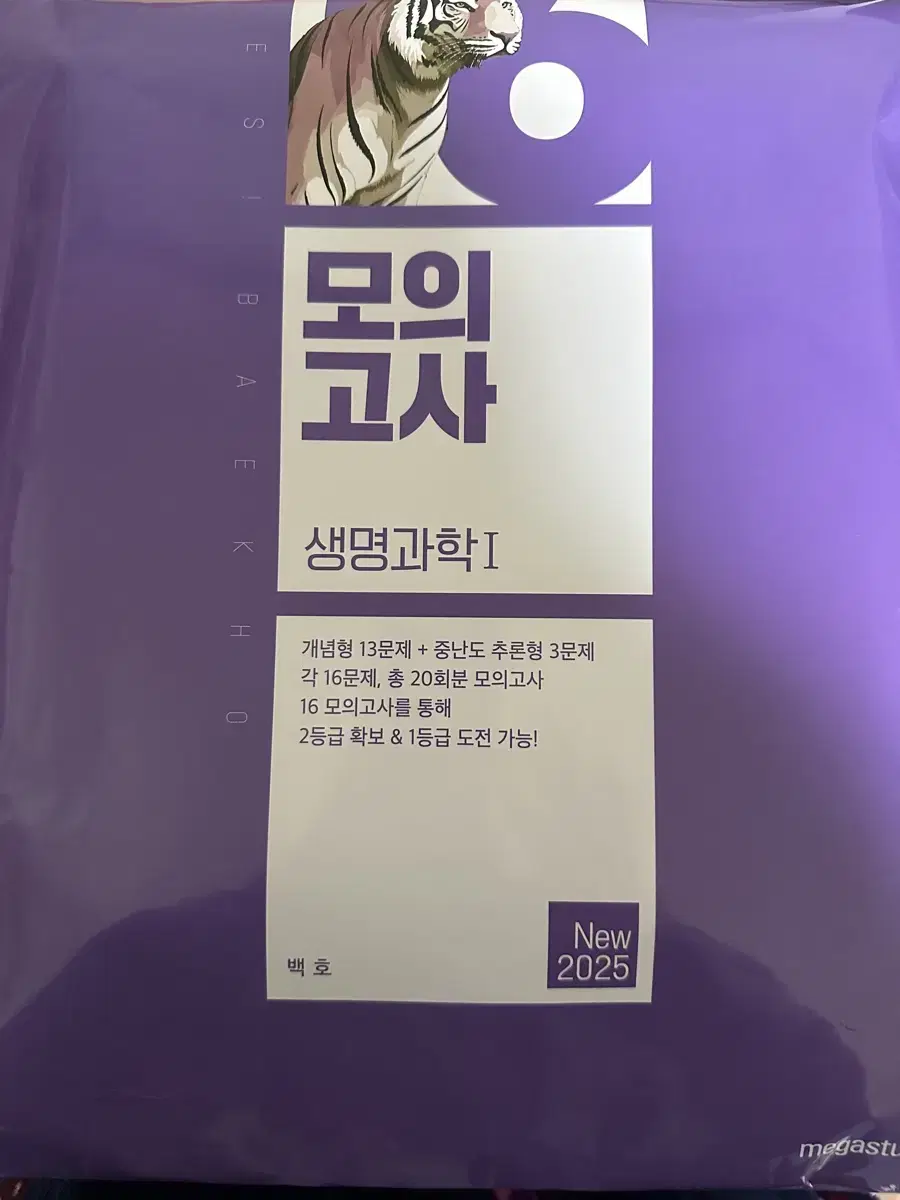 6
모의
고사
생명과학I
개념형 13문제 + 중난도 추론형 3문제
각 16문제, 총 20회분 모의고사
16 모의고사를 통해
2등급 확보 & 1등급 도전 가능!
백호
New
2025
BAEKHO
megastu